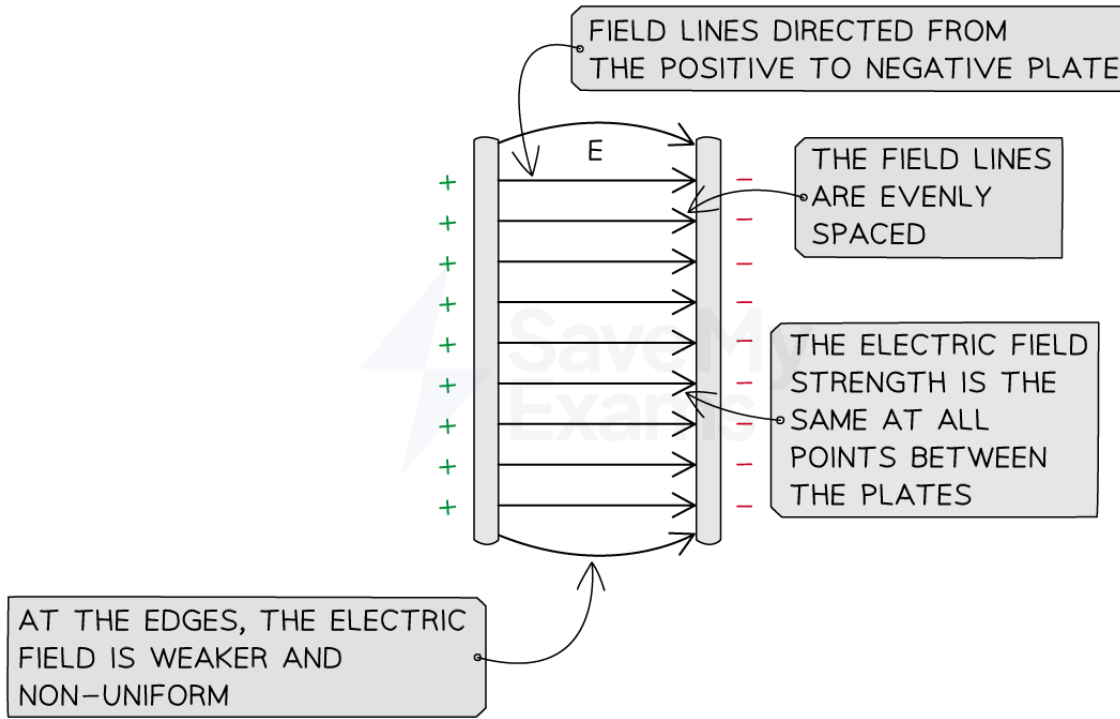 FIELD LINES DIRECTED FROM
THE POSITIVE TO NEGATIVE PLATE
E
THE FIELD LINES
ARE EVENLY
SPACED
+ −
+ −
+ −
+ −
+ −
+ −
+ −
+ −
+ −
SaveMy
Exams
THE ELECTRIC FIELD
STRENGTH IS THE
SAME AT ALL
POINTS BETWEEN
THE PLATES
AT THE EDGES, THE ELECTRIC
FIELD IS WEAKER AND
NON−UNIFORM